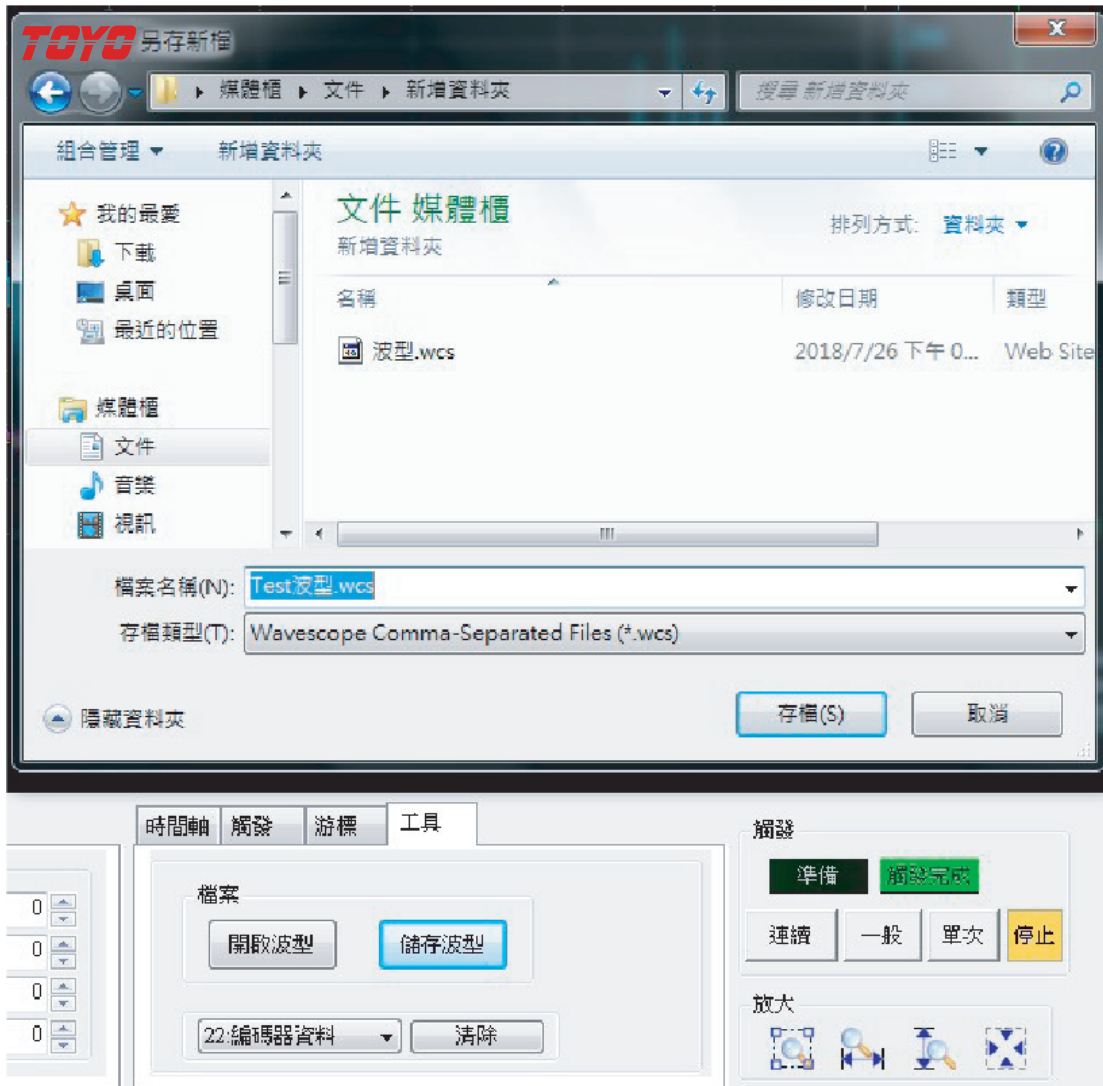 TOYO 另存新檔
媒體櫃 文件 新增資料夾 搜尋 新增資料夾
組合管理 新增資料夾
我的最愛
下載
桌面
最近的位置
媒體櫃
文件
音樂
視訊
文件 媒體櫃
新增資料夾
排列方式: 資料夾
名稱 修改日期 類型
波型.wcs 2018/7/26 下午 0... Web Site
檔案名稱(N): Test波型.wcs
存檔類型(T): Wavescope Comma-Separated Files (*.wcs)
隱藏資料夾 存檔(S) 取消
時間軸 觸發 游標 工具
0
0
0
0
檔案
開啟波型 儲存波型
22:編碼器資料 清除
觸發
準備 觸發完成
連續 一般 單次 停止
放大